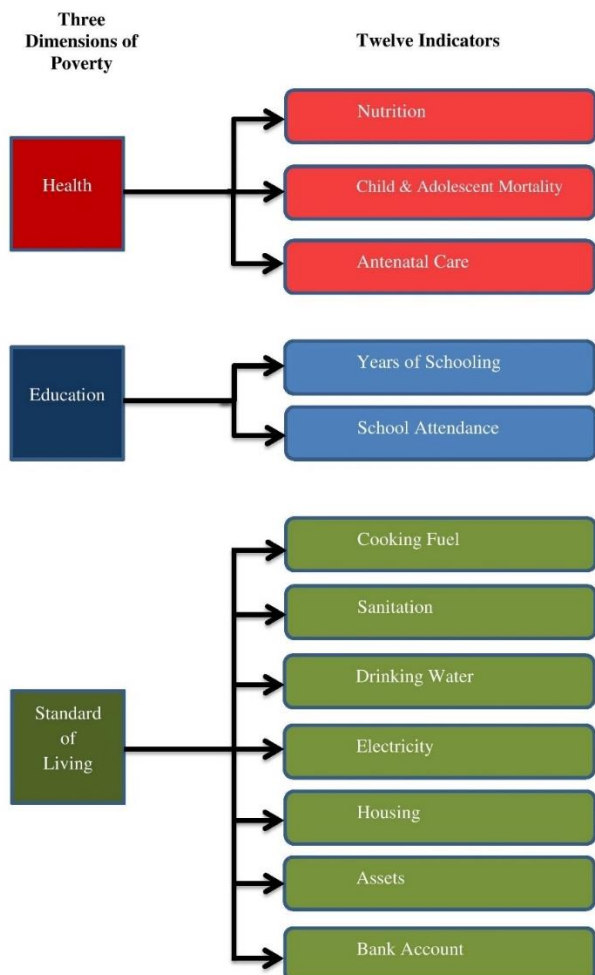 Three
Dimensions of
Poverty
Twelve Indicators
Health
Nutrition
Child & Adolescent Mortality
Antenatal Care
Education
Years of Schooling
School Attendance
Standard
of
Living
Cooking Fuel
Sanitation
Drinking Water
Electricity
Housing
Assets
Bank Account